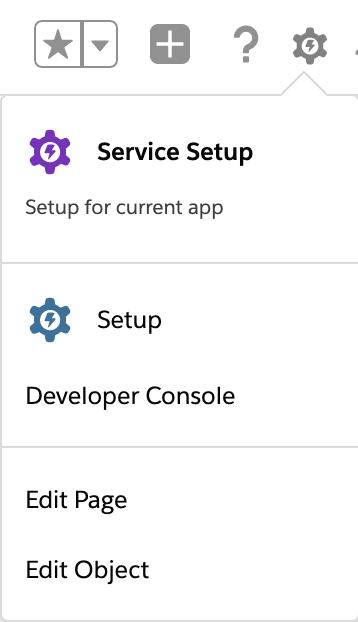 Service Setup
Setup for current app
Setup
Developer Console
Edit Page
Edit Object